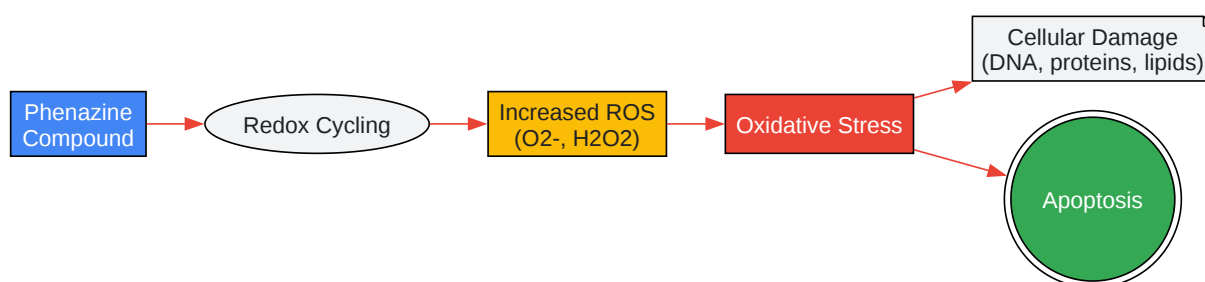 Phenazine
Compound
Redox Cycling
Increased ROS
(O2-, H2O2)
Oxidative Stress
Cellular Damage
(DNA, proteins, lipids)
Apoptosis